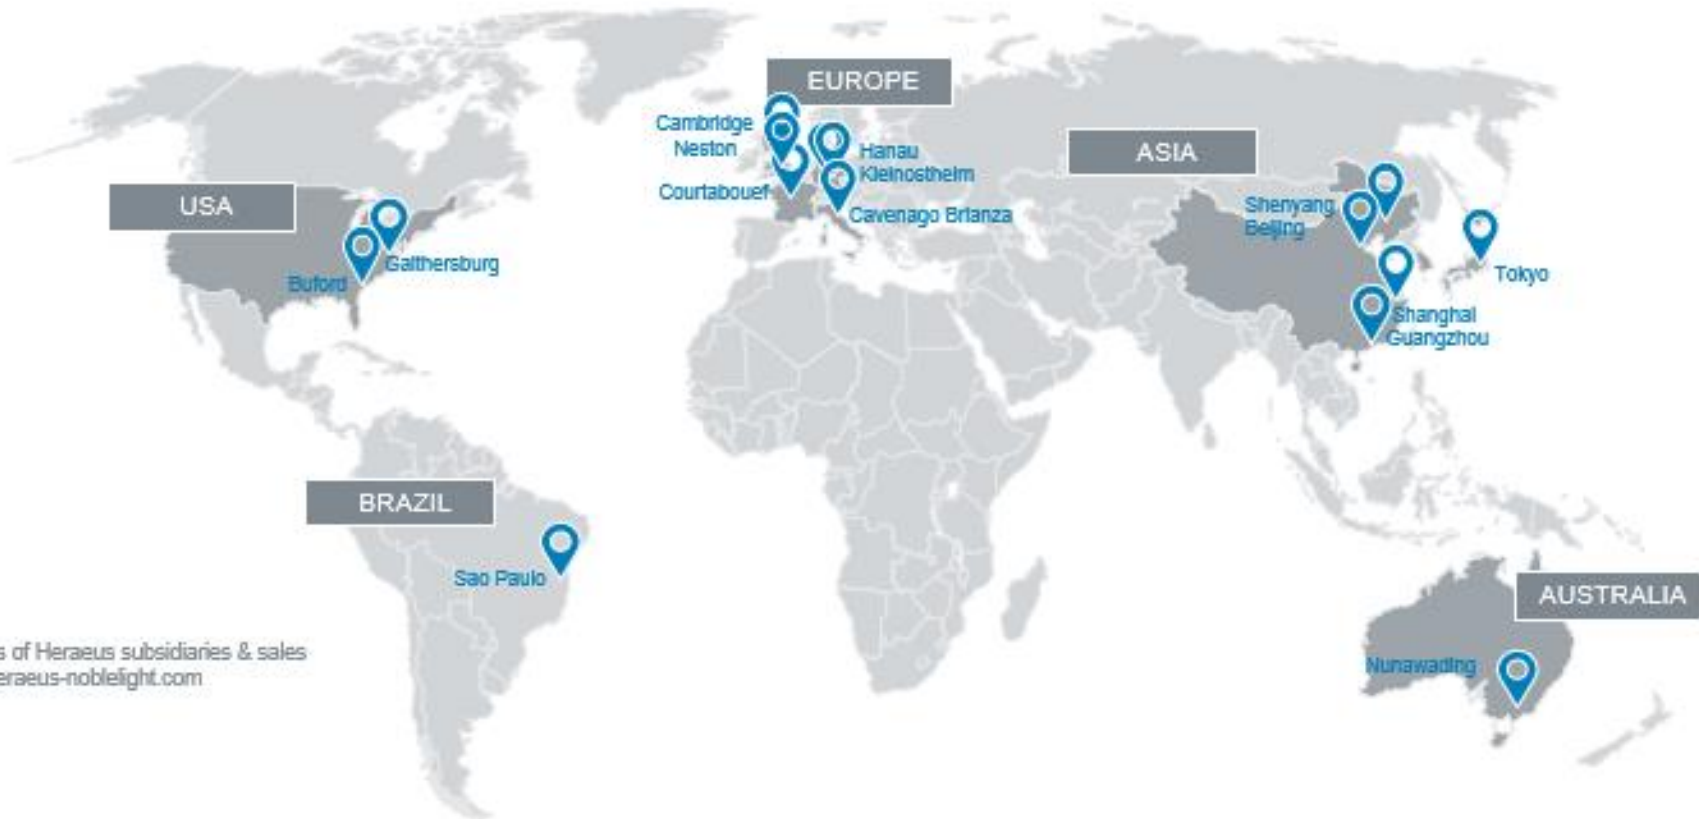 EUROPE
Cambridge
Neston
Hanau
Kleinostheim
Courtabouef
Cavenago Brianza
ASIA
Shenyang
Beijing
Tokyo
Shanghai
Guangzhou
USA
Gaithersburg
Buford
BRAZIL
Sao Paulo
AUSTRALIA
Nunawading
s of Heraeus subsidiaries & sales
eraeus-noblelight.com